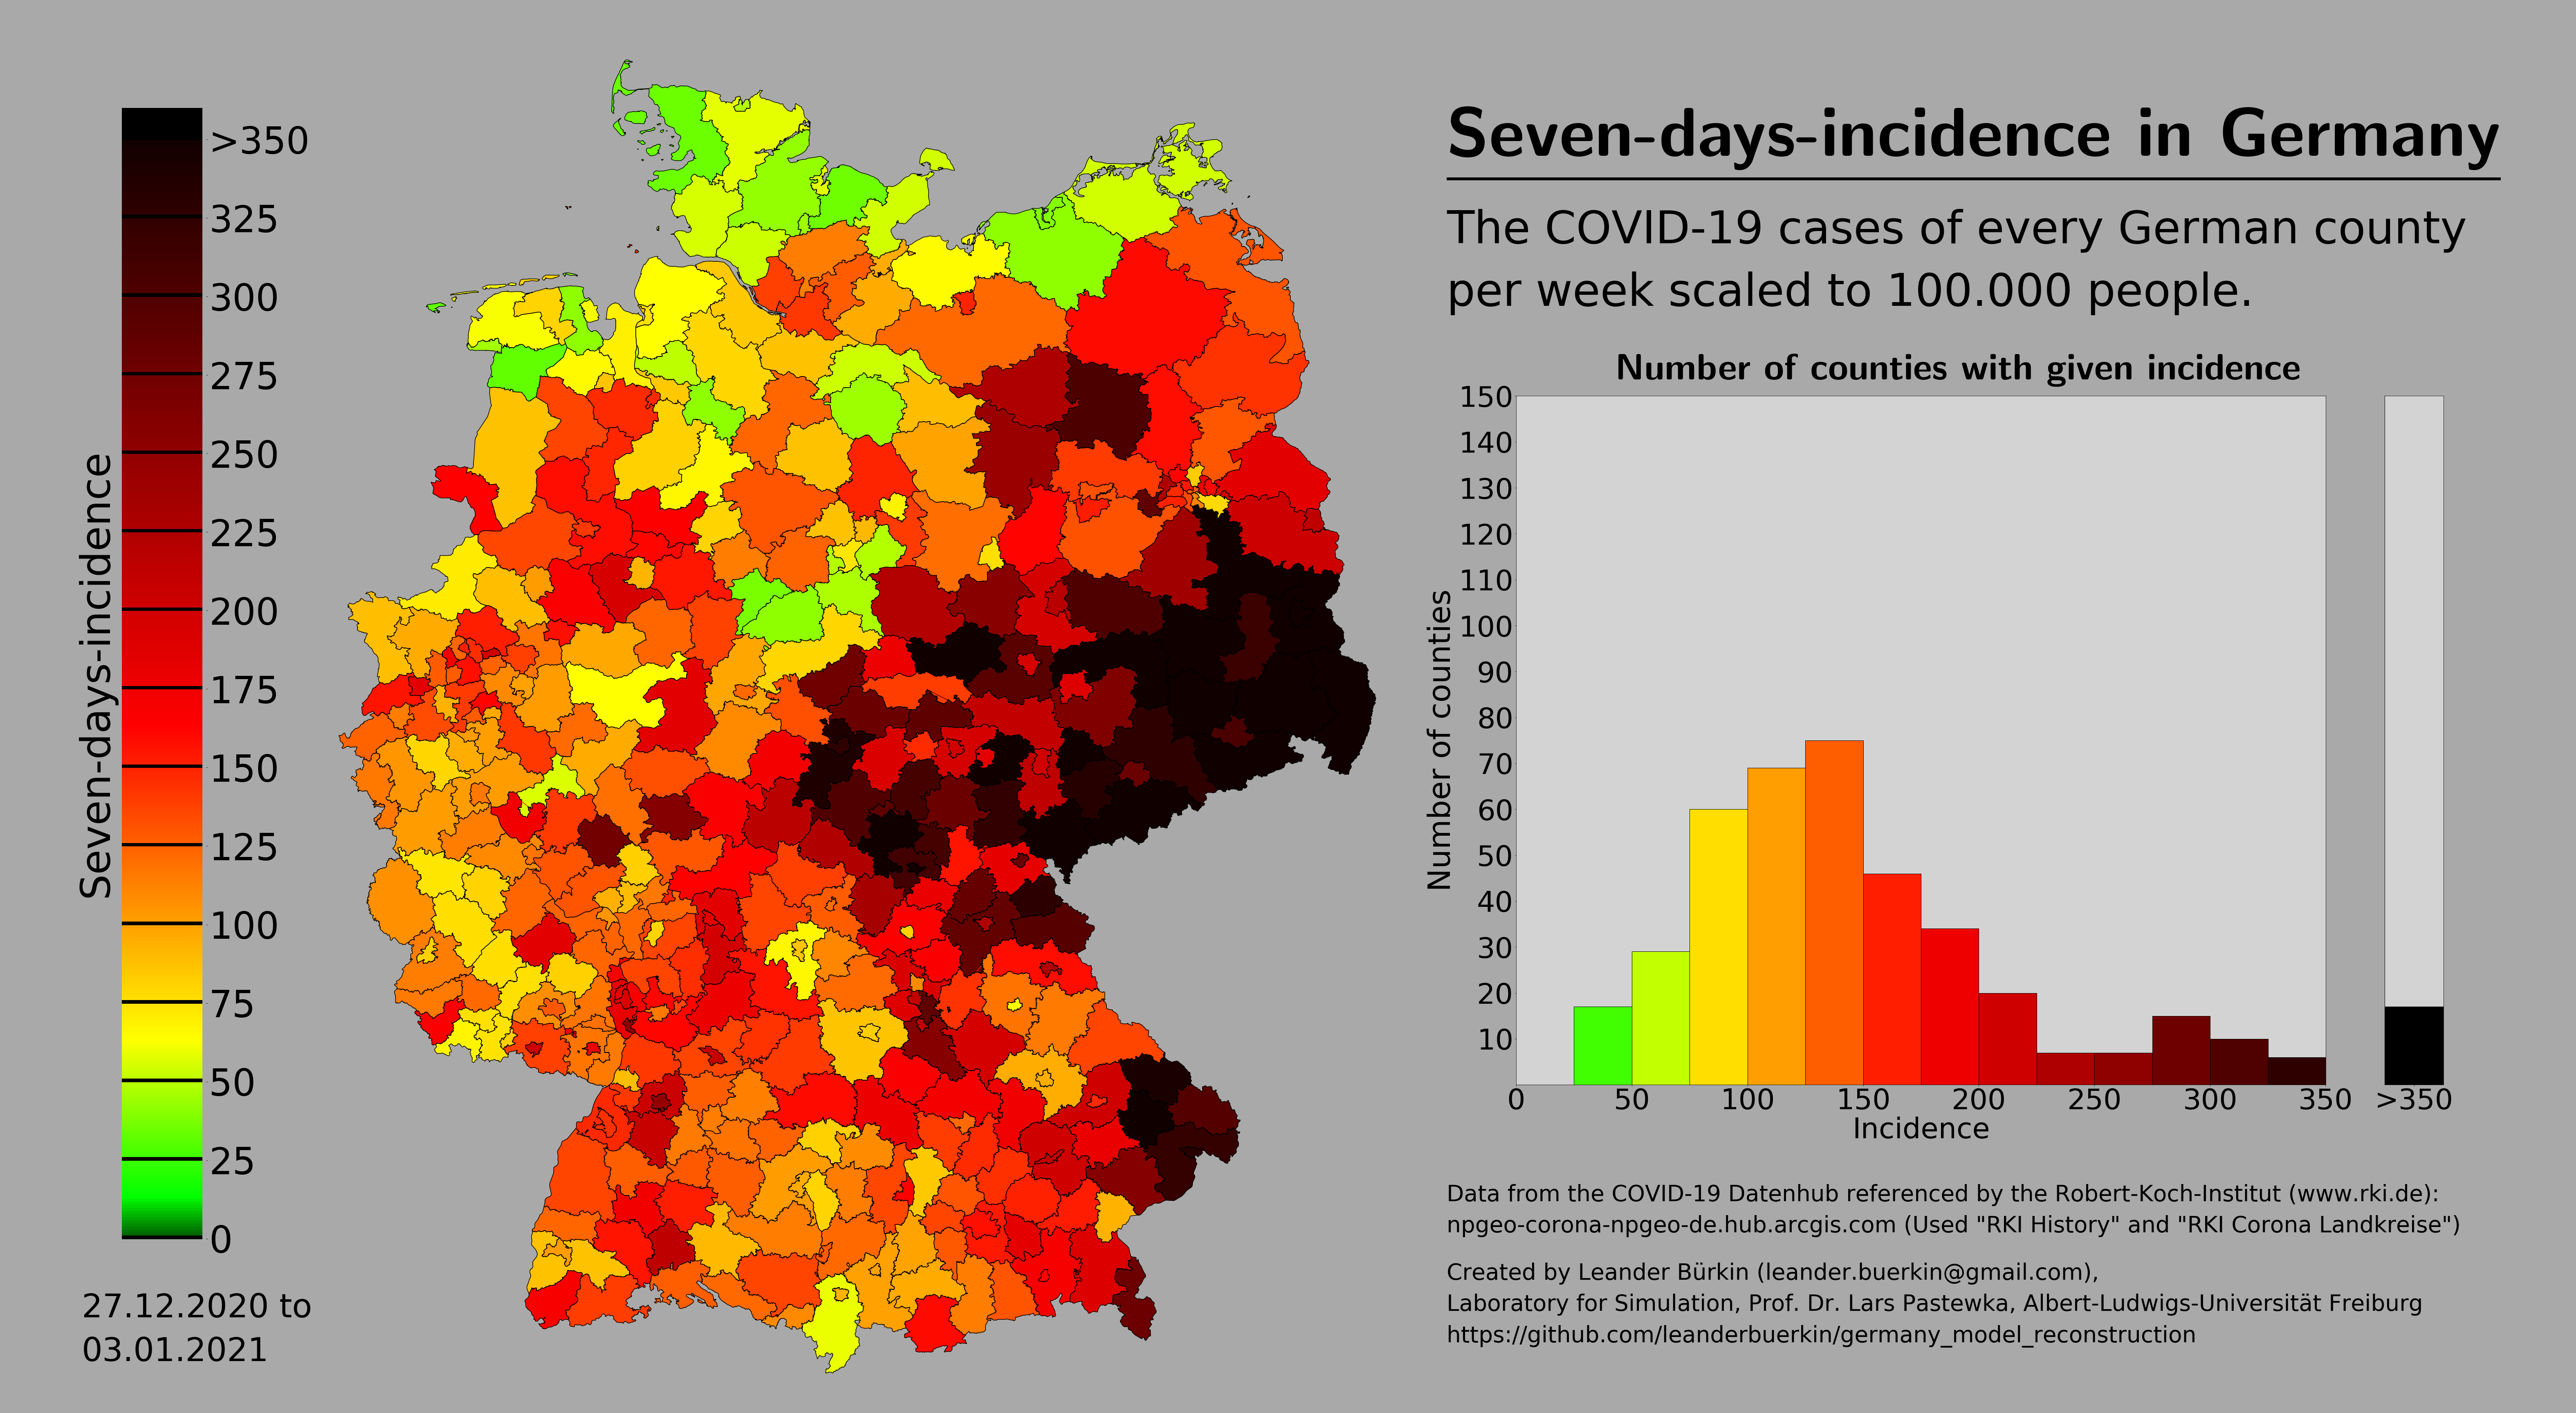 Seven-days-incidence in Germany
The COVID-19 cases of every German county
per week scaled to 100.000 people.
Seven-days-incidence
>350
325
300
275
250
225
200
175
150
125
100
75
50
25
0
27.12.2020 to
03.01.2021
Number of counties with given incidence
Number of counties
150
140
130
120
110
100
90
80
70
60
50
40
30
20
10
0 50 100 150 200 250 300 350 >350
Incidence
Data from the COVID-19 Datenhub referenced by the Robert-Koch-Institut (www.rki.de):
npgeo-corona-npgeo-de.hub.arcgis.com (Used "RKI History" and "RKI Corona Landkreise")
Created by Leander Bürkin (leander.buerkin@gmail.com),
Laboratory for Simulation, Prof. Dr. Lars Pastewka, Albert-Ludwigs-Universität Freiburg
https://github.com/leanderbuerkin/germany_model_reconstruction